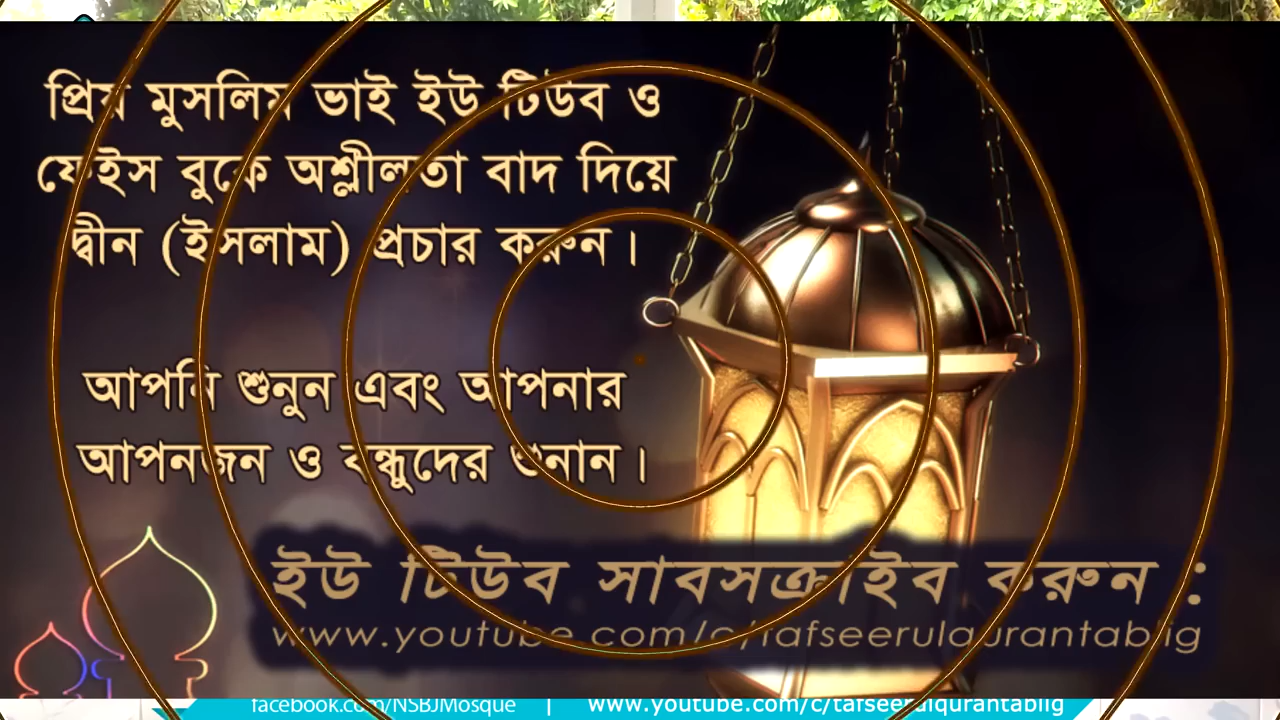 প্রিয় মুসলিম ভাই ইউ টিউব ও
ফেইস বুকে অশ্লীলতা বাদ দিয়ে
দ্বীন (ইসলাম) প্রচার করুন।
আপনি শুনুন এবং আপনার
আপনজন ও বন্ধুদের শুনান।
ইউ টিউব সাবসক্রাইব করুন :
www.youtube.com/c/tafseerulqurantablig
facebook.com/NSBJMosque | www.youtube.com/c/tafseerulqurantablig